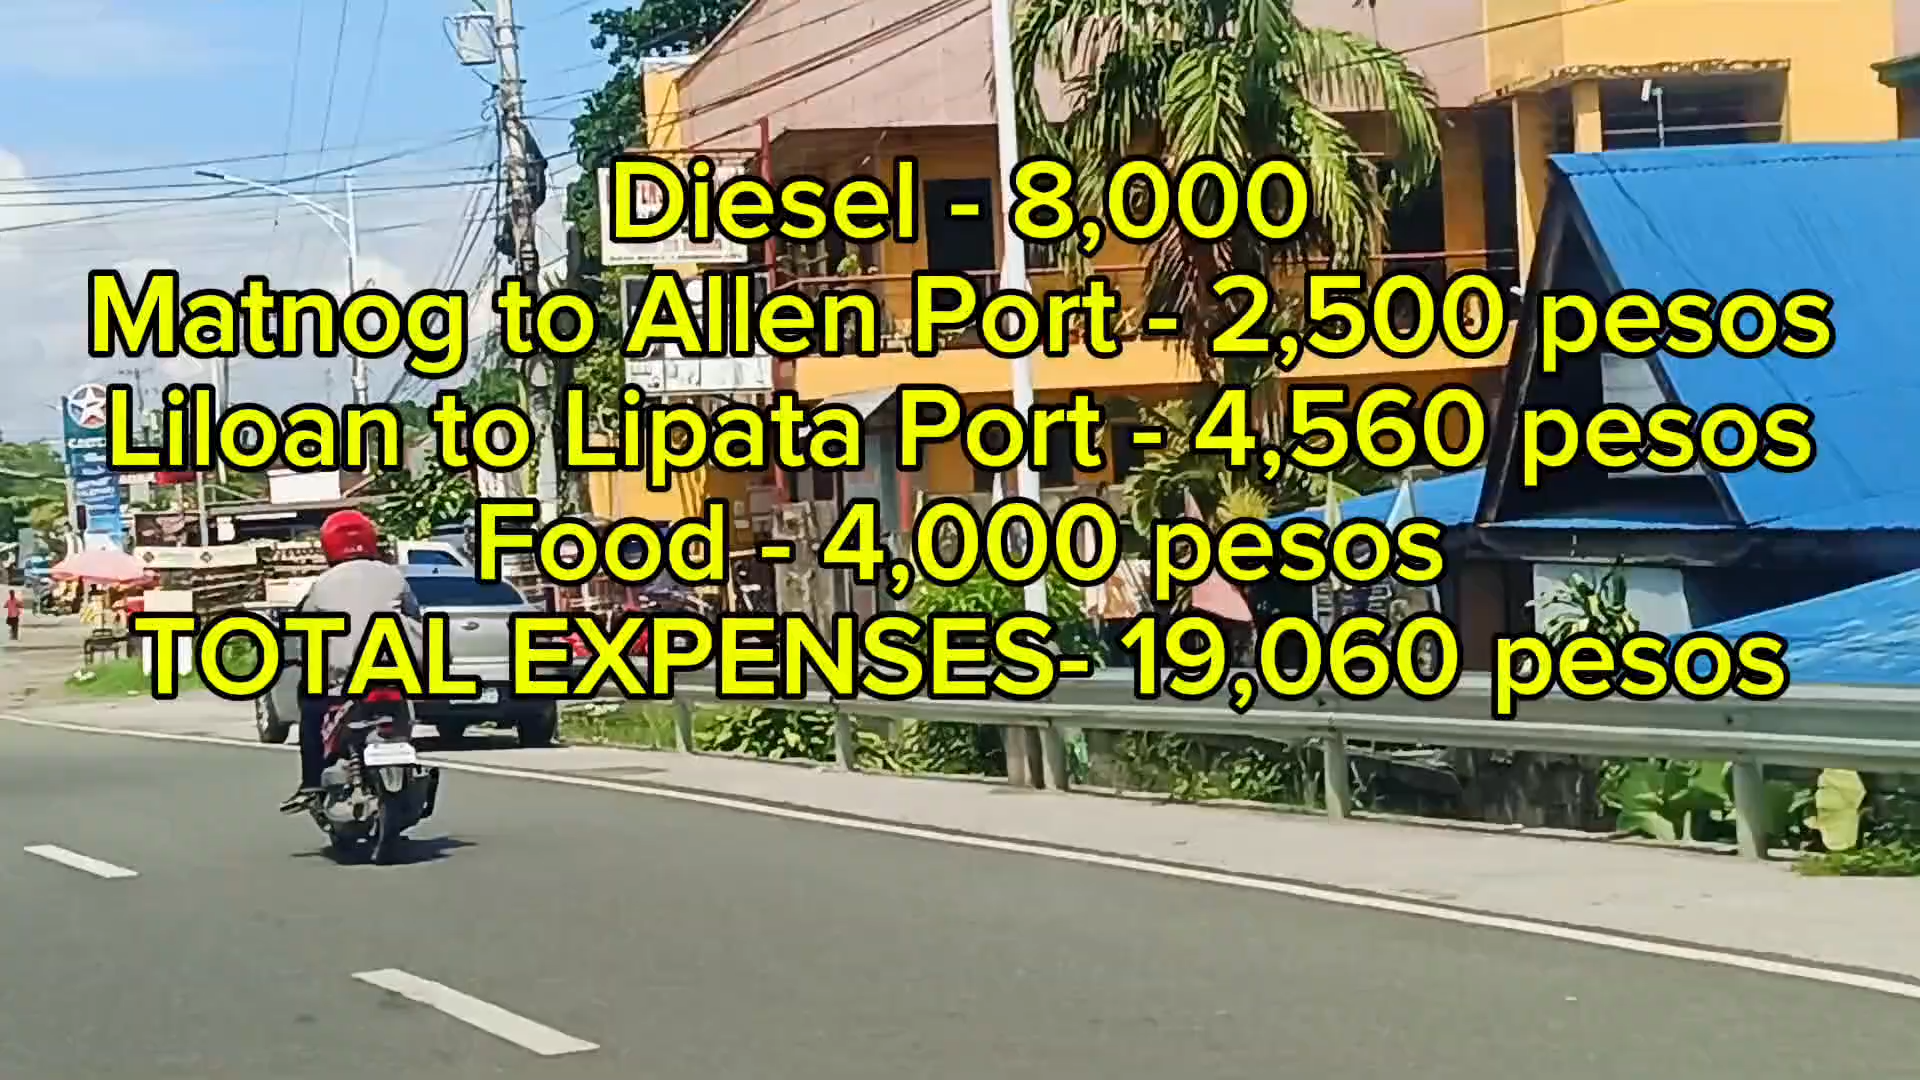 Diesel - 8,000
Matnog to Allen Port - 2,500 pesos
Liloan to Lipata Port - 4,560 pesos
Food - 4,000 pesos
TOTAL EXPENSES- 19,060 pesos